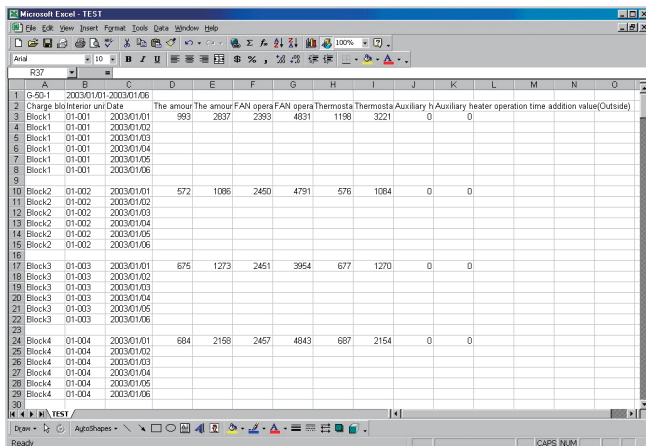 Microsoft Excel - TEST
File Edit View Insert Format Tools Data Window Help
100%
Arial 10 B I U $ % ,
R37 =
A B C D E F G H I J K L M N O
1 G-50-1 2003/01/01-2003/01/06
2 Charge blo Interior uni Date The amour The amour FAN opera FAN opera Thermosta Thermosta Auxiliary h Auxiliary heater operation time addition value(Outside)
3 Block1 01-001 2003/01/01 993 2837 2393 4831 1198 3221 0 0
4 Block1 01-001 2003/01/02
5 Block1 01-001 2003/01/03
6 Block1 01-001 2003/01/04
7 Block1 01-001 2003/01/05
8 Block1 01-001 2003/01/06
9
10 Block2 01-002 2003/01/01 572 1086 2450 4791 576 1084 0 0
11 Block2 01-002 2003/01/02
12 Block2 01-002 2003/01/03
13 Block2 01-002 2003/01/04
14 Block2 01-002 2003/01/05
15 Block2 01-002 2003/01/06
16
17 Block3 01-003 2003/01/01 675 1273 2451 3954 677 1270 0 0
18 Block3 01-003 2003/01/02
19 Block3 01-003 2003/01/03
20 Block3 01-003 2003/01/04
21 Block3 01-003 2003/01/05
22 Block3 01-003 2003/01/06
23
24 Block4 01-004 2003/01/01 684 2158 2457 4843 687 2154 0 0
25 Block4 01-004 2003/01/02
26 Block4 01-004 2003/01/03
27 Block4 01-004 2003/01/04
28 Block4 01-004 2003/01/05
29 Block4 01-004 2003/01/06
30
TEST
Draw AutoShapes
Ready CAPS NUM